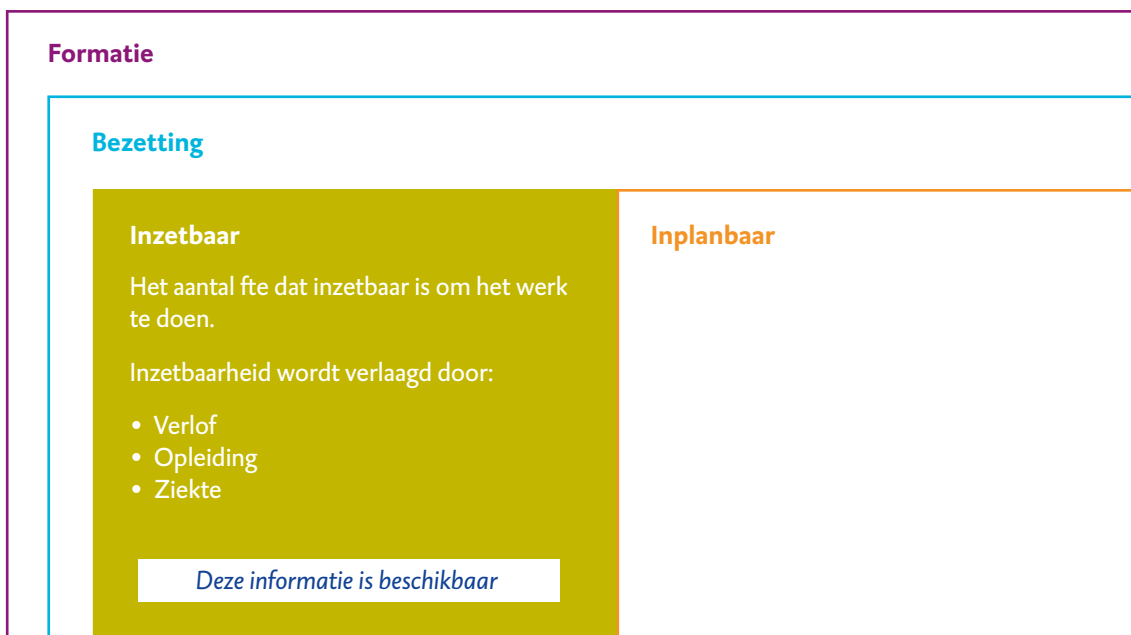 Formatie
Bezetting
Inzetbaar
Het aantal fte dat inzetbaar is om het werk
te doen.
Inzetbaarheid wordt verlaagd door:
• Verlof
• Opleiding
• Ziekte
Deze informatie is beschikbaar
Inplanbaar